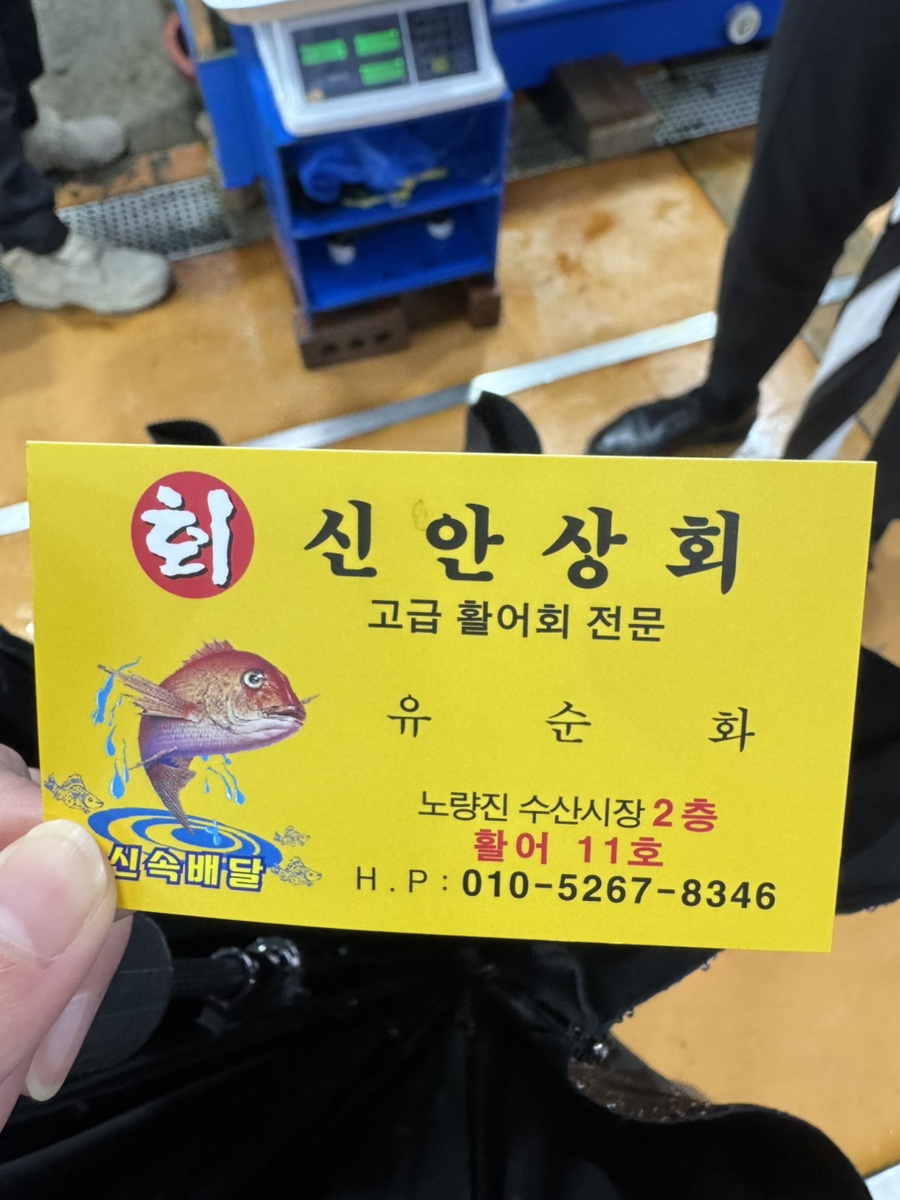 회 신안상회
고급 활어회 전문
유 순 화
노량진 수산시장 2층
활어 11호
신속배달
H.P:010-5267-8346